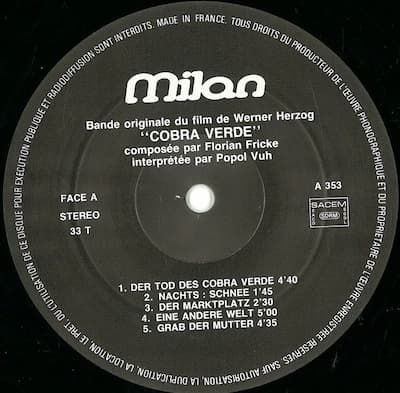 milan
Bande originale du film de Werner Herzog
"COBRA VERDE"
composée par Florian Fricke
interprétée par Popol Vuh
FACE A
STEREO
33 T
A 353
SACEM
SDRM
1. DER TOD DES COBRA VERDE 4'40
2. NACHTS : SCHNEE 1'45
3. DER MARKTPLATZ 2'30
4. EINE ANDERE WELT 5'00
5. GRAB DER MUTTER 4'35
MADE IN FRANCE. TOUS DROITS DU PRODUCTEUR DE L'ŒUVRE PHONOGRAPHIQUE ET DU PROPRIETAIRE DE L'ŒUVRE ENREGISTREE RESERVES. SAUF AUTORISATION, LA DUPLICATION, LA LOCATION, LE PRET, OU L'UTILISATION DE CE DISQUE POUR EXECUTION PUBLIQUE ET RADIODIFFUSION SONT INTERDITS.